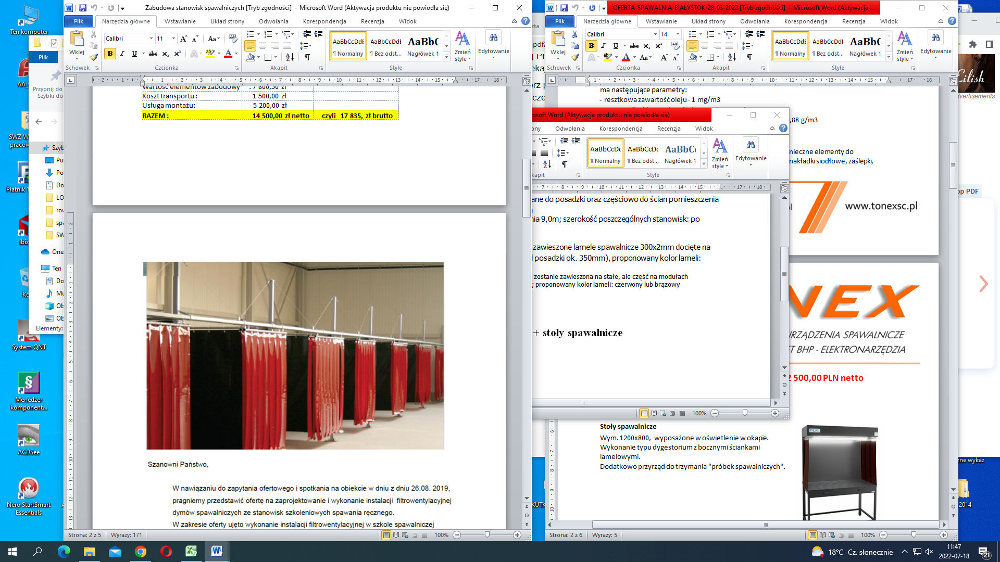 Zabudowa stanowisk spawalniczych [Tryb zgodności] - Microsoft Word (Aktywacja produktu nie powiodła się)
Plik Narzędzia główne Wstawianie Układ strony Odwołania Korespondencja Recenzja Widok
Wklej
Calibri 11
AaBbCcDdE AaBbCcDdE AaBbC
¶ Normalny ¶ Bez odst... Nagłówek 1
Zmień style
Edytowanie
Schowek Czcionka Akapit Style
Wartość elementów zabudowy : 7 800,50 zł
Koszt transportu : 1 500,00 zł
Usługa montażu: 5 200,00 zł
RAZEM : 14 500,00 zł netto czyli 17 835, zł brutto
Szanowni Państwo,
W nawiązaniu do zapytania ofertowego i spotkania na obiekcie w dniu z dniu 26.08. 2019,
pragniemy przedstawić ofertę na zaprojektowanie i wykonanie instalacji filtrowentylacyjnej
dymów spawalniczych ze stanowisk szkoleniowych spawania ręcznego.
W zakresie oferty ujęto wykonanie instalacji filtrowentylacyjnej w szkole spawalniczej
Strona: 2 z 5 Wyrazy: 171 100%
OFERTA-SPAWALNIA-BIAŁYSTOK-28-03-2022 [Tryb zgodności] - Microsoft Word (Aktywacja ...
Plik Narzędzia główne Wstawianie Układ strony Odwołania Korespondencja Recenzja Widok
Wklej
Calibri 14
AaBbCcDdE AaBbCcDdE AaBbC
¶ Normalny ¶ Bez odst... Nagłówek 1
Zmień style
Edytowanie
Schowek Czcionka Akapit Style
ma następujące parametry:
- resztkowa zawartość oleju - 1 mg/m3
,88 g/m3
nieczne elementy do
nakładki siodłowe, zaślepki,
www.tonexsc.pl
NEX
URZĄDZENIA SPAWALNICZE
ET BHP - ELEKTRONARZĘDZIA
2 500,00 PLN netto
Stoły spawalnicze
Wym. 1200x800, wyposażone w oświetlenie w okapie.
Wykonanie typu dygestorium z bocznymi ściankami
lamelowymi.
Dodatkowo przyrząd do trzymania "próbek spawalniczych".
DLK
Strona: 2 z 6 Wyrazy: 5 100%
rosoft Word (Aktywacja produktu nie powiodła się)
ony Odwołania Korespondencja Recenzja Widok
AaBbCcDc AaBbCcDc AaBbC
¶ Normalny ¶ Bez odst... Nagłówek 1
Zmień style
Edytowanie
kapit Style
ane do posadzki oraz częściowo do ścian pomieszczenia
nia 9,0m; szerokość poszczególnych stanowisk: po
zawieszone lamele spawalnicze 300x2mm docięte na
l posadzki ok. 350mm), proponowany kolor lameli:
i zostanie zawieszona na stałe, ale część na modułach
; proponowany kolor lameli: czerwony lub brązowy
+ stoly spawalnicze
100%
Ten komputer
AA_
SWZ W
pracow
Płatnik
ibiz
Ko
System QNT
Menedżer
komponent...
ACDSee
Nero StartSmart
Essentials
Plik
Przypnij do
Szybki do
Szyb
Pu
Po
Do
LO
rov
spa
SW
One
Ten
Do
Mu
Ob
Ob
Elementy:
Eilish
dvertisements
op PDF
zne wykaz
2014
KUTK
18°C Cz. słonecznie
11:47
2022-07-18
21